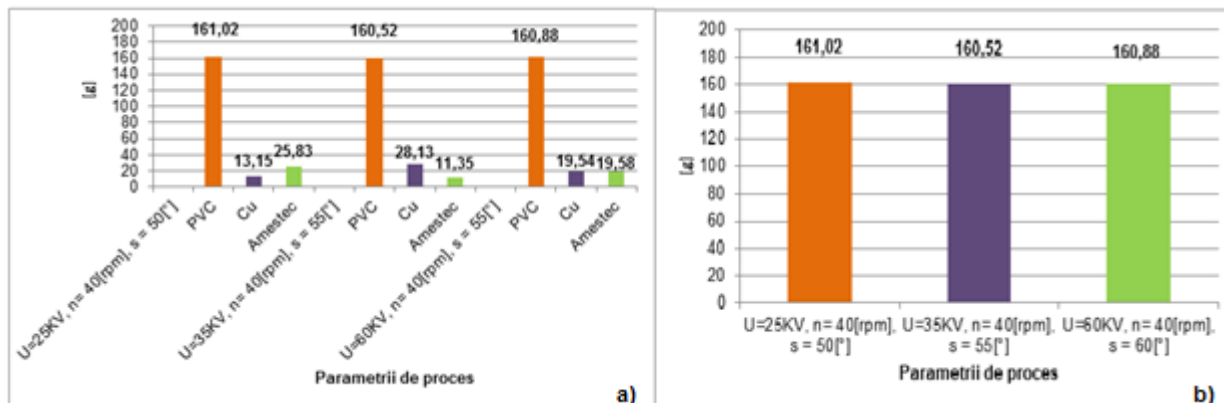 200
180
160
140
120
100
80
60
40
20
0
[g]
161,02
13,15
25,83
160,52
28,13
11,35
160,88
19,54
19,58
U=25KV, n= 40[rpm], s = 50[°]
PVC
Cu
Amestec
U=35KV, n= 40[rpm], s = 55[°]
PVC
Cu
Amestec
U=60KV, n= 40[rpm], s = 55[°]
PVC
Cu
Amestec
Parametrii de proces
a)
200
180
160
140
120
100
80
60
40
20
0
[g]
161,02
160,52
160,88
U=25KV, n= 40[rpm],
s = 50[°]
U=35KV, n= 40[rpm],
s = 55[°]
U=60KV, n= 40[rpm],
s = 60[°]
Parametrii de proces
b)